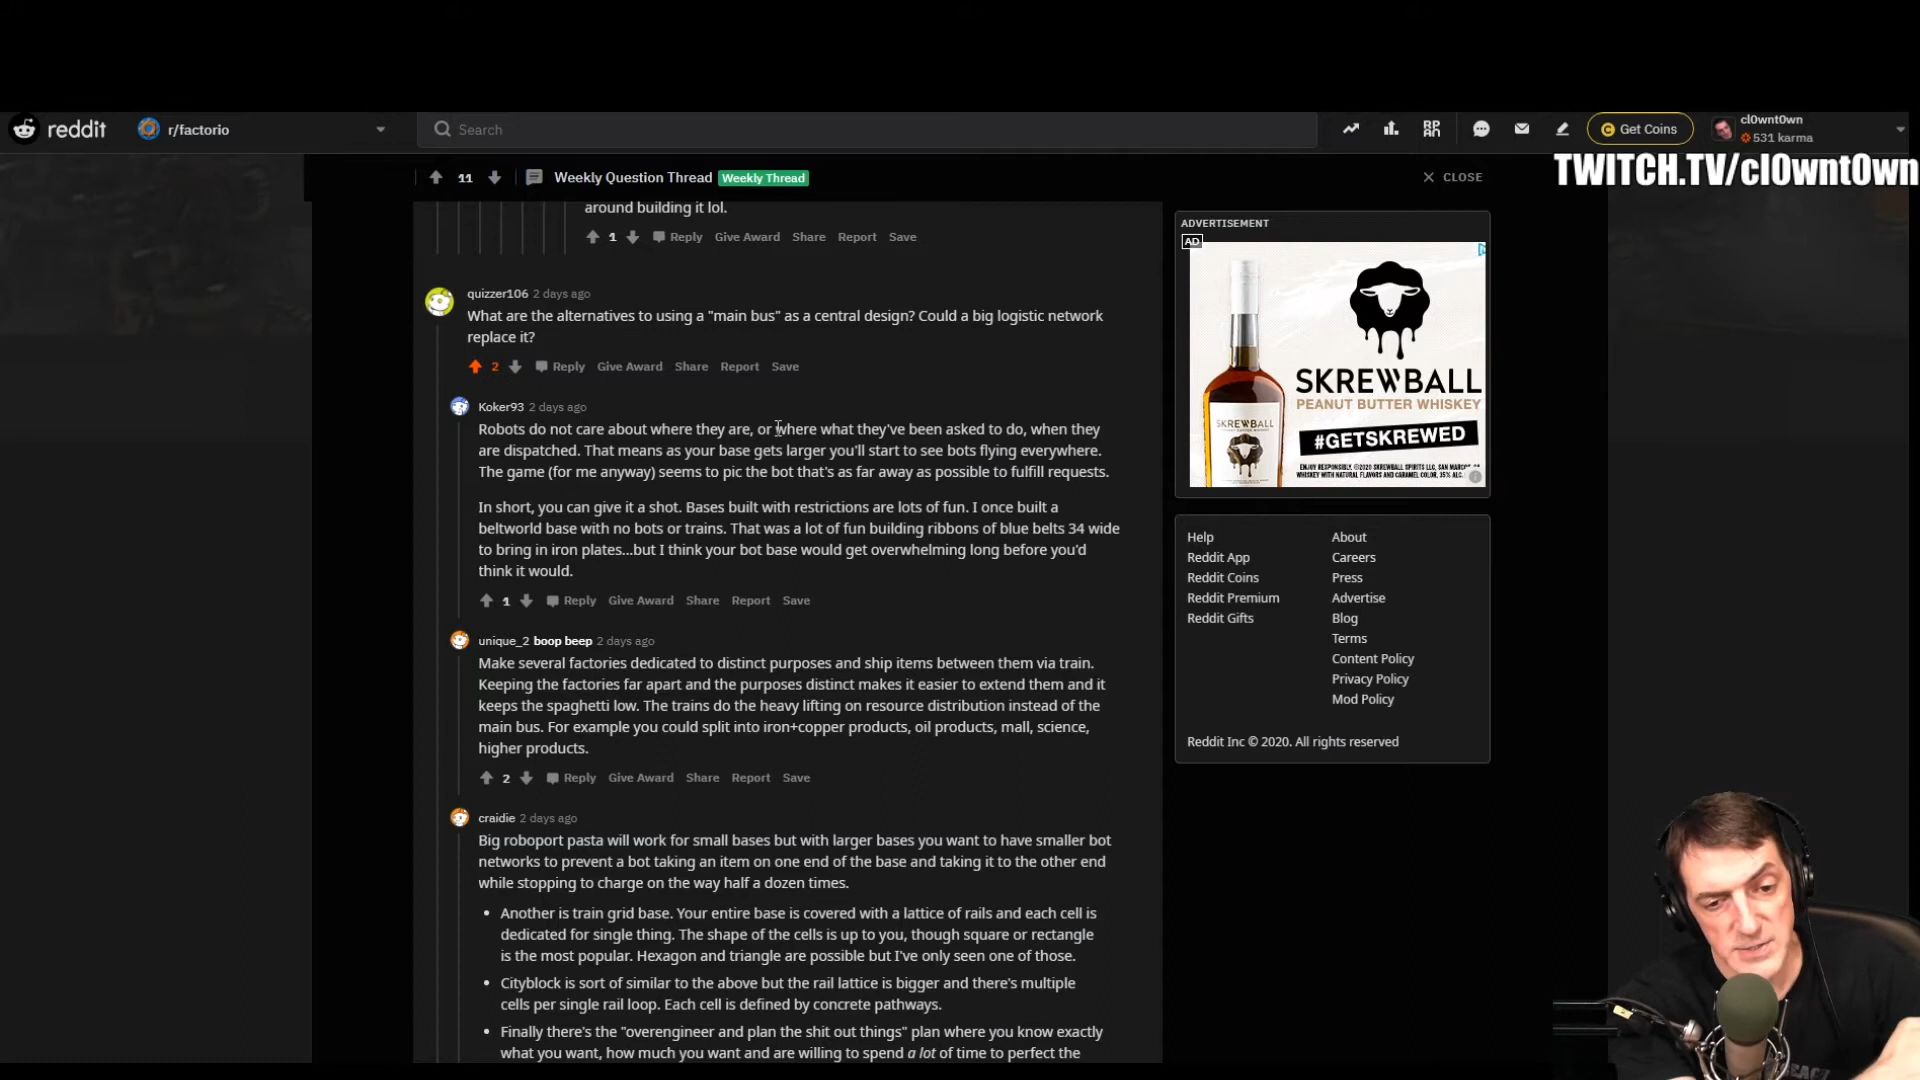 reddit
r/factorio
Search
Get Coins
cl0wnt0wn
531 karma
TWITCH.TV/cl0wnt0wn
11
Weekly Question Thread
Weekly Thread
CLOSE
around building it lol.
1
Reply Give Award Share Report Save
quizzer106 2 days ago
What are the alternatives to using a "main bus" as a central design? Could a big logistic network
replace it?
2
Reply Give Award Share Report Save
Koker93 2 days ago
Robots do not care about where they are, or where what they've been asked to do, when they
are dispatched. That means as your base gets larger you'll start to see bots flying everywhere.
The game (for me anyway) seems to pic the bot that's as far away as possible to fulfill requests.
In short, you can give it a shot. Bases built with restrictions are lots of fun. I once built a
beltworld base with no bots or trains. That was a lot of fun building ribbons of blue belts 34 wide
to bring in iron plates...but I think your bot base would get overwhelming long before you'd
think it would.
1
Reply Give Award Share Report Save
unique_2 boop beep 2 days ago
Make several factories dedicated to distinct purposes and ship items between them via train.
Keeping the factories far apart and the purposes distinct makes it easier to extend them and it
keeps the spaghetti low. The trains do the heavy lifting on resource distribution instead of the
main bus. For example you could split into iron+copper products, oil products, mall, science,
higher products.
2
Reply Give Award Share Report Save
craidie 2 days ago
Big roboport pasta will work for small bases but with larger bases you want to have smaller bot
networks to prevent a bot taking an item on one end of the base and taking it to the other end
while stopping to charge on the way half a dozen times.
• Another is train grid base. Your entire base is covered with a lattice of rails and each cell is
dedicated for single thing. The shape of the cells is up to you, though square or rectangle
is the most popular. Hexagon and triangle are possible but I've only seen one of those.
• Cityblock is sort of similar to the above but the rail lattice is bigger and there's multiple
cells per single rail loop. Each cell is defined by concrete pathways.
• Finally there's the "overengineer and plan the shit out things" plan where you know exactly
what you want, how much you want and are willing to spend a lot of time to perfect the
ADVERTISEMENT
AD
SKREWBALL
PEANUT BUTTER WHISKEY
#GETSKREWED
SKREWBALL
Help
About
Reddit App
Careers
Reddit Coins
Press
Reddit Premium
Advertise
Reddit Gifts
Blog
Terms
Content Policy
Privacy Policy
Mod Policy
Reddit Inc © 2020. All rights reserved